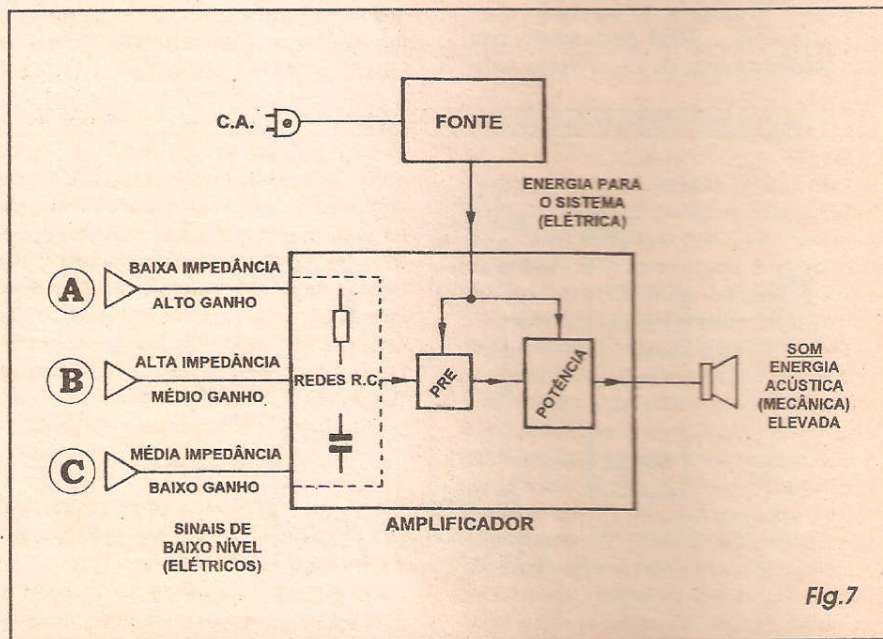 C.A.
FONTE
ENERGIA PARA
O SISTEMA
(ELÉTRICA)
A
BAIXA IMPEDÂNCIA
ALTO GANHO
B
ALTA IMPEDÂNCIA
MÉDIO GANHO
C
MÉDIA IMPEDÂNCIA
BAIXO GANHO
REDES R.C.
PRE
POTÊNCIA
SOM
ENERGIA
ACÚSTICA
(MECÂNICA)
ELEVADA
SINAIS DE
BAIXO NÍVEL
(ELÉTRICOS)
AMPLIFICADOR
Fig.7